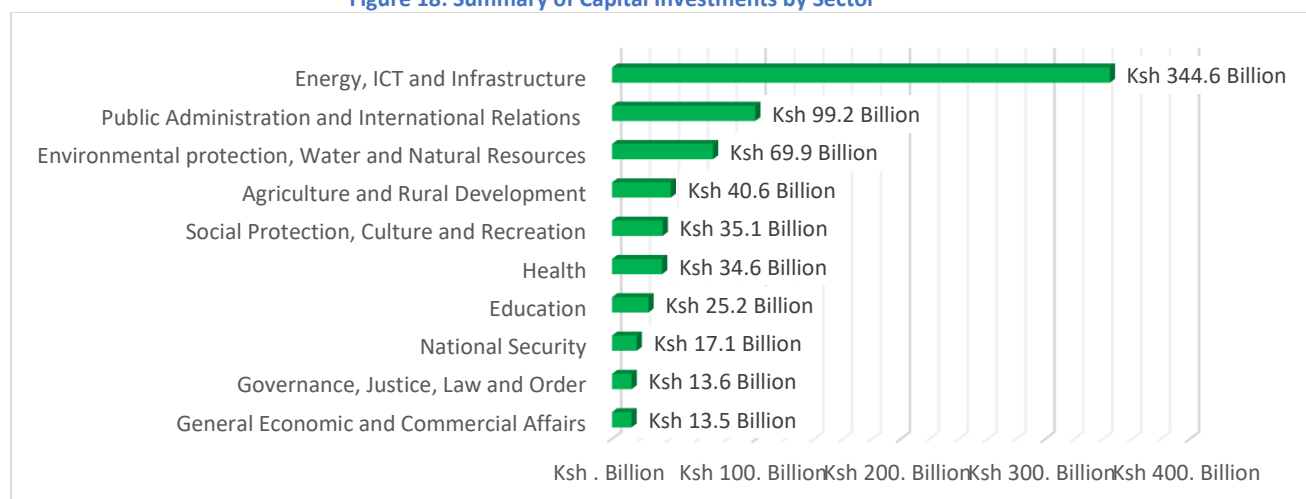 Figure 18: Summary of Capital Investments by Sector
Energy, ICT and Infrastructure Ksh 344.6 Billion
Public Administration and International Relations Ksh 99.2 Billion
Environmental protection, Water and Natural Resources Ksh 69.9 Billion
Agriculture and Rural Development Ksh 40.6 Billion
Social Protection, Culture and Recreation Ksh 35.1 Billion
Health Ksh 34.6 Billion
Education Ksh 25.2 Billion
National Security Ksh 17.1 Billion
Governance, Justice, Law and Order Ksh 13.6 Billion
General Economic and Commercial Affairs Ksh 13.5 Billion
Ksh . Billion Ksh 100. Billion Ksh 200. Billion Ksh 300. Billion Ksh 400. Billion